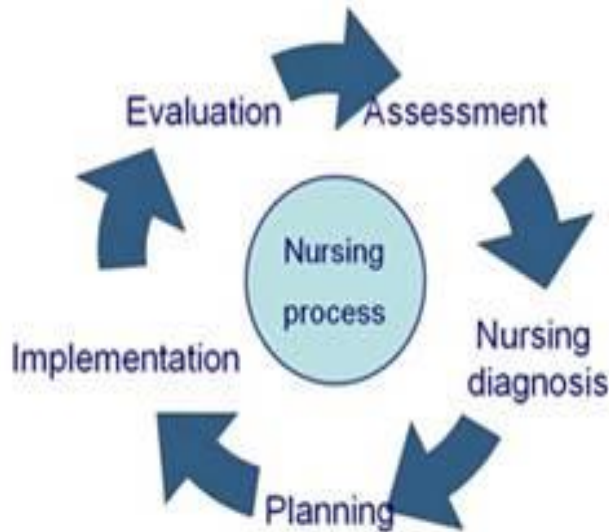 Evaluation
Assessment
Nursing
process
Nursing
diagnosis
Implementation
Planning